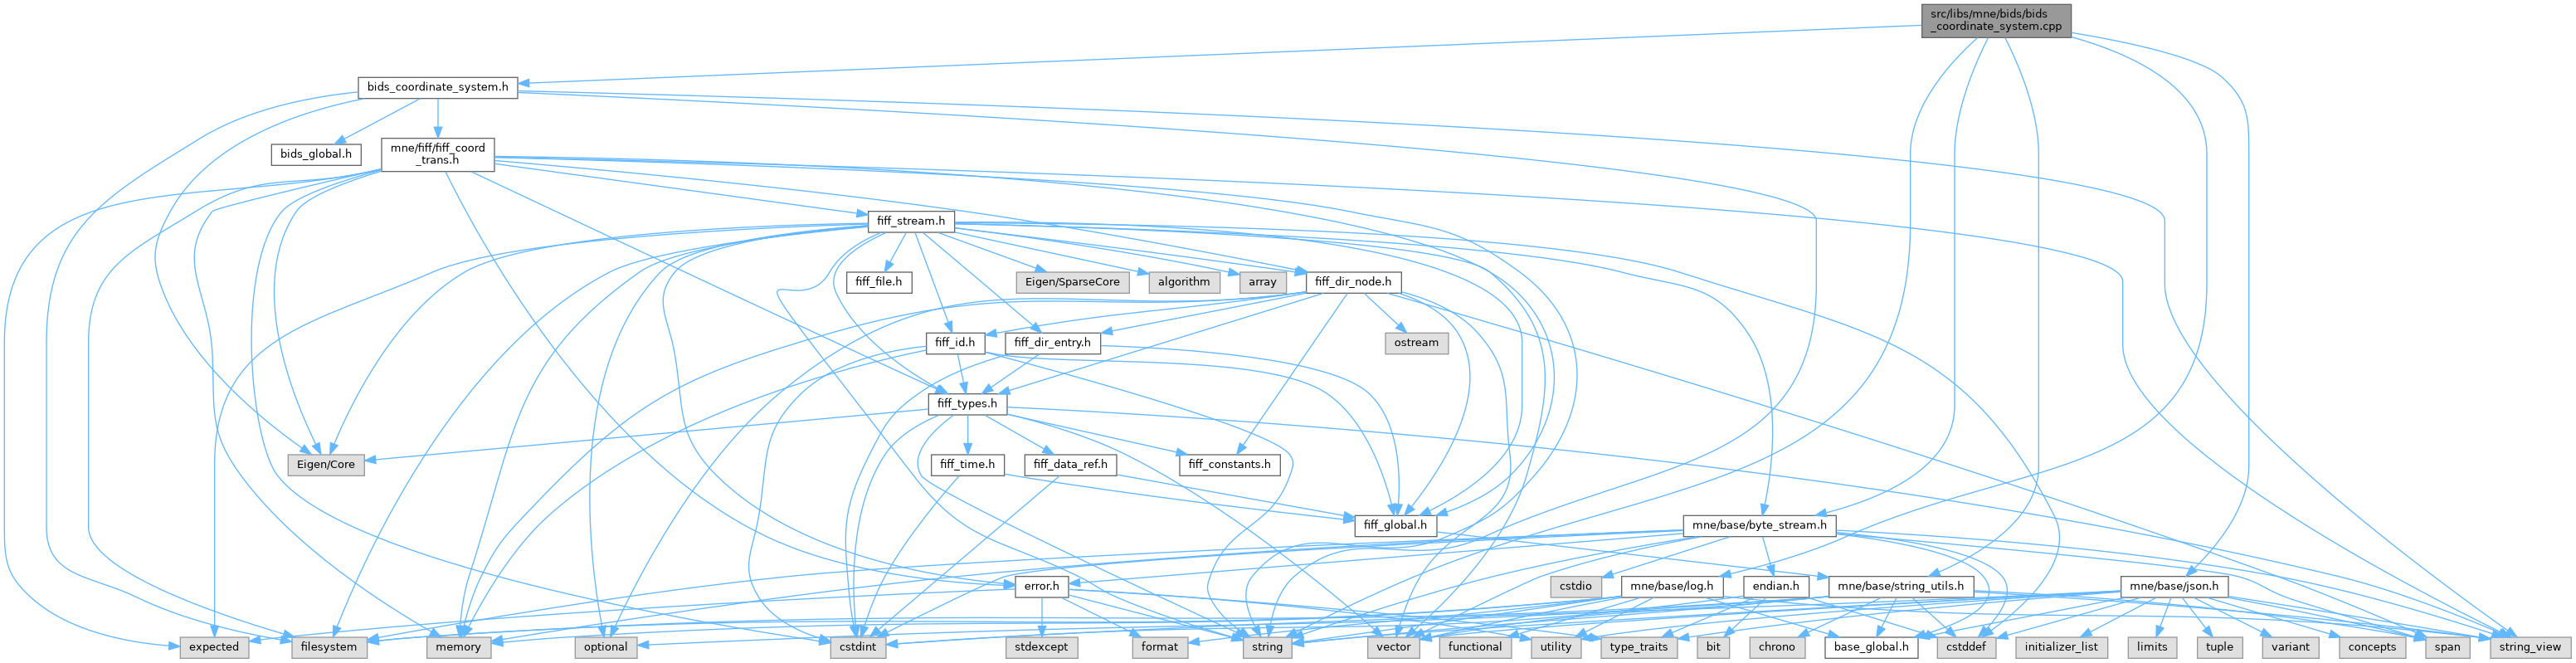 src/libs/mne/bids/bids
_coordinate_system.cpp
bids_coordinate_system.h
bids_global.h
mne/fiff/fiff_coord
_trans.h
fiff_stream.h
fiff_file.h
Eigen/SparseCore
algorithm
array
fiff_dir_node.h
fiff_id.h
fiff_dir_entry.h
ostream
fiff_types.h
Eigen/Core
fiff_time.h
fiff_data_ref.h
fiff_constants.h
fiff_global.h
mne/base/byte_stream.h
error.h
cstdio
mne/base/log.h
endian.h
mne/base/string_utils.h
mne/base/json.h
expected
filesystem
memory
optional
cstdint
stdexcept
format
string
vector
functional
utility
type_traits
bit
chrono
base_global.h
cstddef
initializer_list
limits
tuple
variant
concepts
span
string_view